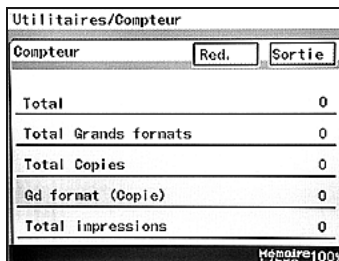 Utilitaires/Compteur
Compteur Red. Sortie
Total 0
Total Grands formats 0
Total Copies 0
Gd format (Copie) 0
Total impressions 0
Mémoire100%